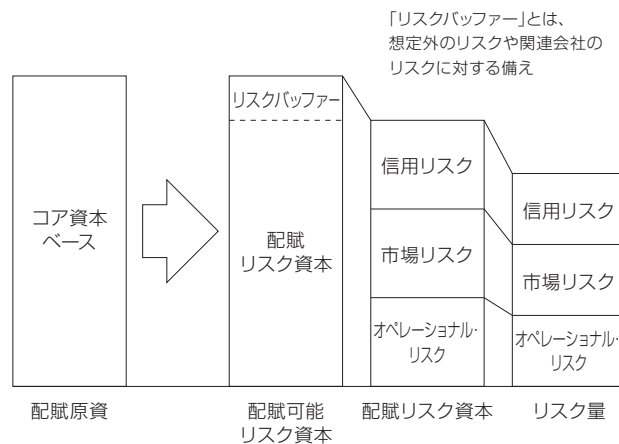 「リスクバッファー」とは、
想定外のリスクや関連会社の
リスクに対する備え
リスクバッファー
コア資本
ベース
配賦
リスク資本
信用リスク
市場リスク
オペレーショナル・
リスク
信用リスク
市場リスク
オペレーショナル・
リスク
配賦原資
配賦可能
リスク資本
配賦リスク資本
リスク量